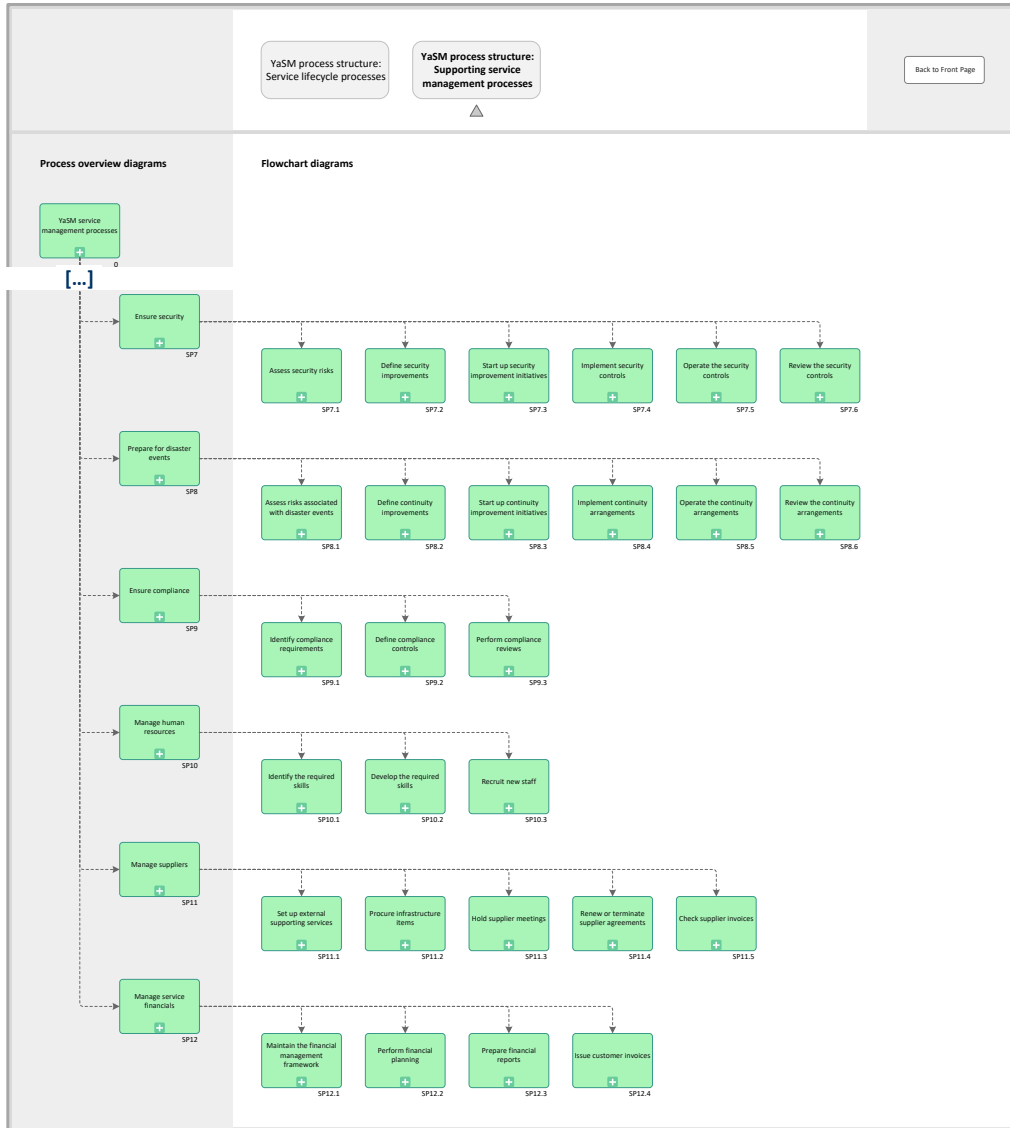 YaSM process structure:
Service lifecycle processes
YaSM process structure:
Supporting service
management processes
Back to Front Page
Process overview diagrams
Flowchart diagrams
YaSM service
management processes
0
[...]
Ensure security
SP7
Assess security risks
SP7.1
Define security
improvements
SP7.2
Start up security
improvement initiatives
SP7.3
Implement security
controls
SP7.4
Operate the security
controls
SP7.5
Review the security
controls
SP7.6
Prepare for disaster
events
SP8
Assess risks associated
with disaster events
SP8.1
Define continuity
improvements
SP8.2
Start up continuity
improvement initiatives
SP8.3
Implement continuity
arrangements
SP8.4
Operate the continuity
arrangements
SP8.5
Review the continuity
arrangements
SP8.6
Ensure compliance
SP9
Identify compliance
requirements
SP9.1
Define compliance
controls
SP9.2
Perform compliance
reviews
SP9.3
Manage human
resources
SP10
Identify the required
skills
SP10.1
Develop the required
skills
SP10.2
Recruit new staff
SP10.3
Manage suppliers
SP11
Set up external
supporting services
SP11.1
Procure infrastructure
items
SP11.2
Hold supplier meetings
SP11.3
Renew or terminate
supplier agreements
SP11.4
Check supplier invoices
SP11.5
Manage service
financials
SP12
Maintain the financial
management
framework
SP12.1
Perform financial
planning
SP12.2
Prepare financial
reports
SP12.3
Issue customer invoices
SP12.4